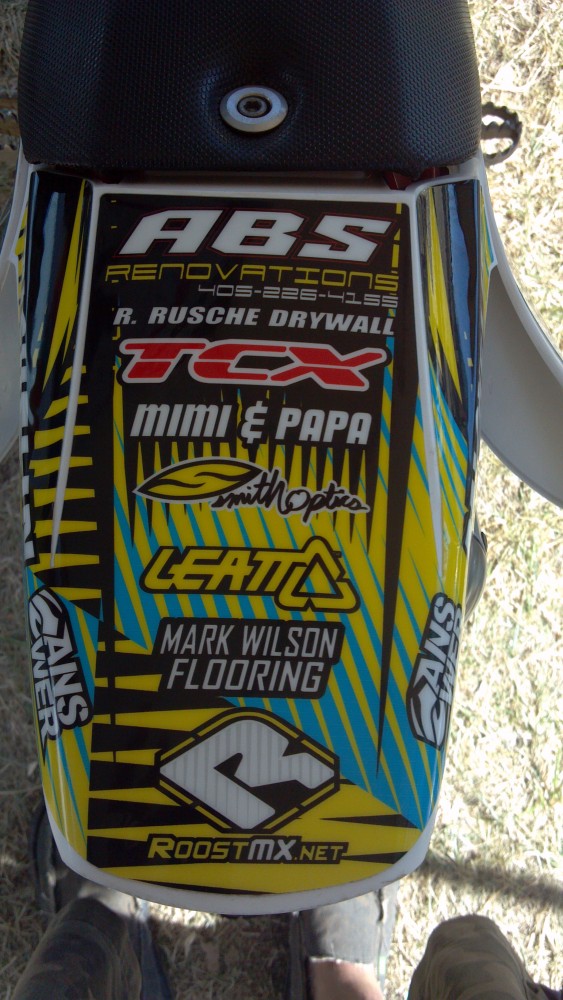 ABS
RENOVATIONS
405-226-4155
R. RUSCHE DRYWALL
TCX
MIMI & PAPA
smith Optics
LEATT
MARK WILSON
FLOORING
ANSWER
ANSWER
ROOSTMX.NET